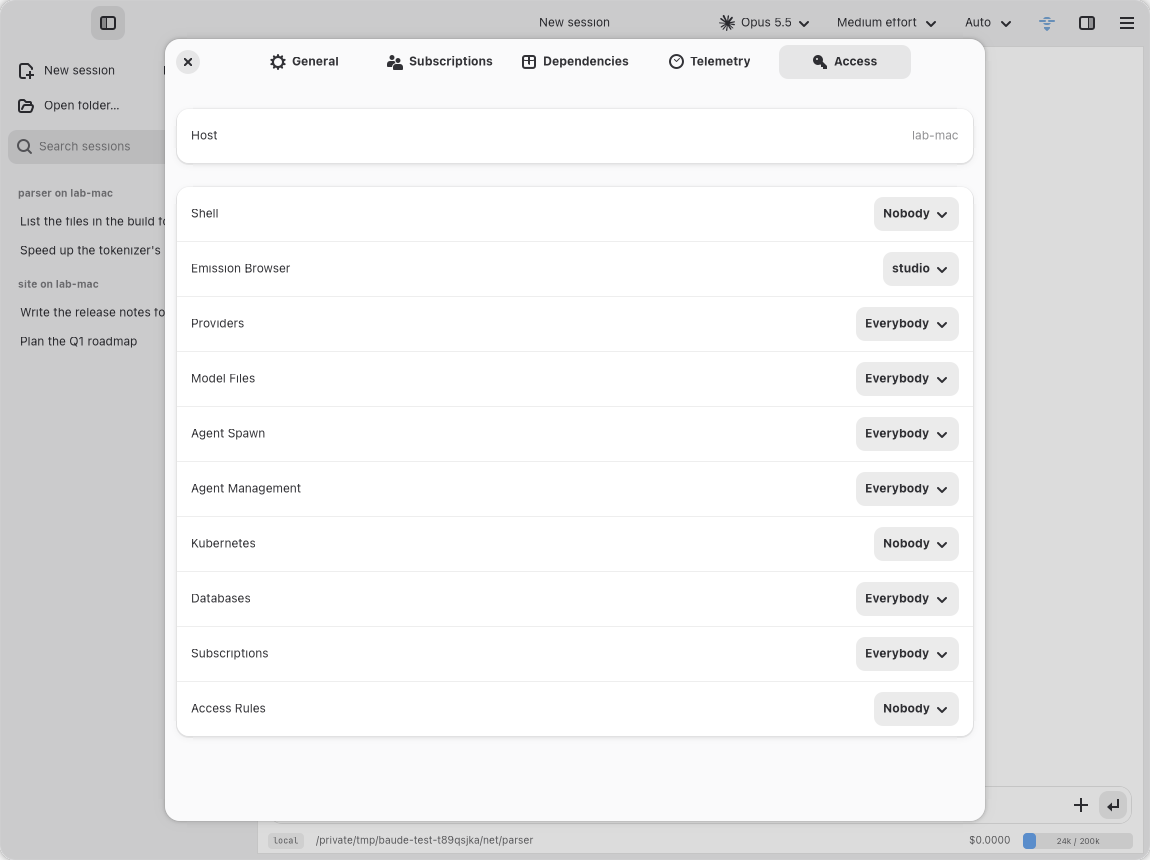 New session
Opus 5.5
Medium effort
Auto
New session
Open folder...
Search sessions
parser on lab-mac
List the files in the build
Speed up the tokenizer's
site on lab-mac
Write the release notes
Plan the Q1 roadmap
General
Subscriptions
Dependencies
Telemetry
Access
Host
lab-mac
Shell
Nobody
Emission Browser
studio
Providers
Everybody
Model Files
Everybody
Agent Spawn
Everybody
Agent Management
Everybody
Kubernetes
Nobody
Databases
Everybody
Subscriptions
Everybody
Access Rules
Nobody
local
/private/tmp/baude-test-t89qsjka/net/parser
$0.0000
24k / 200k